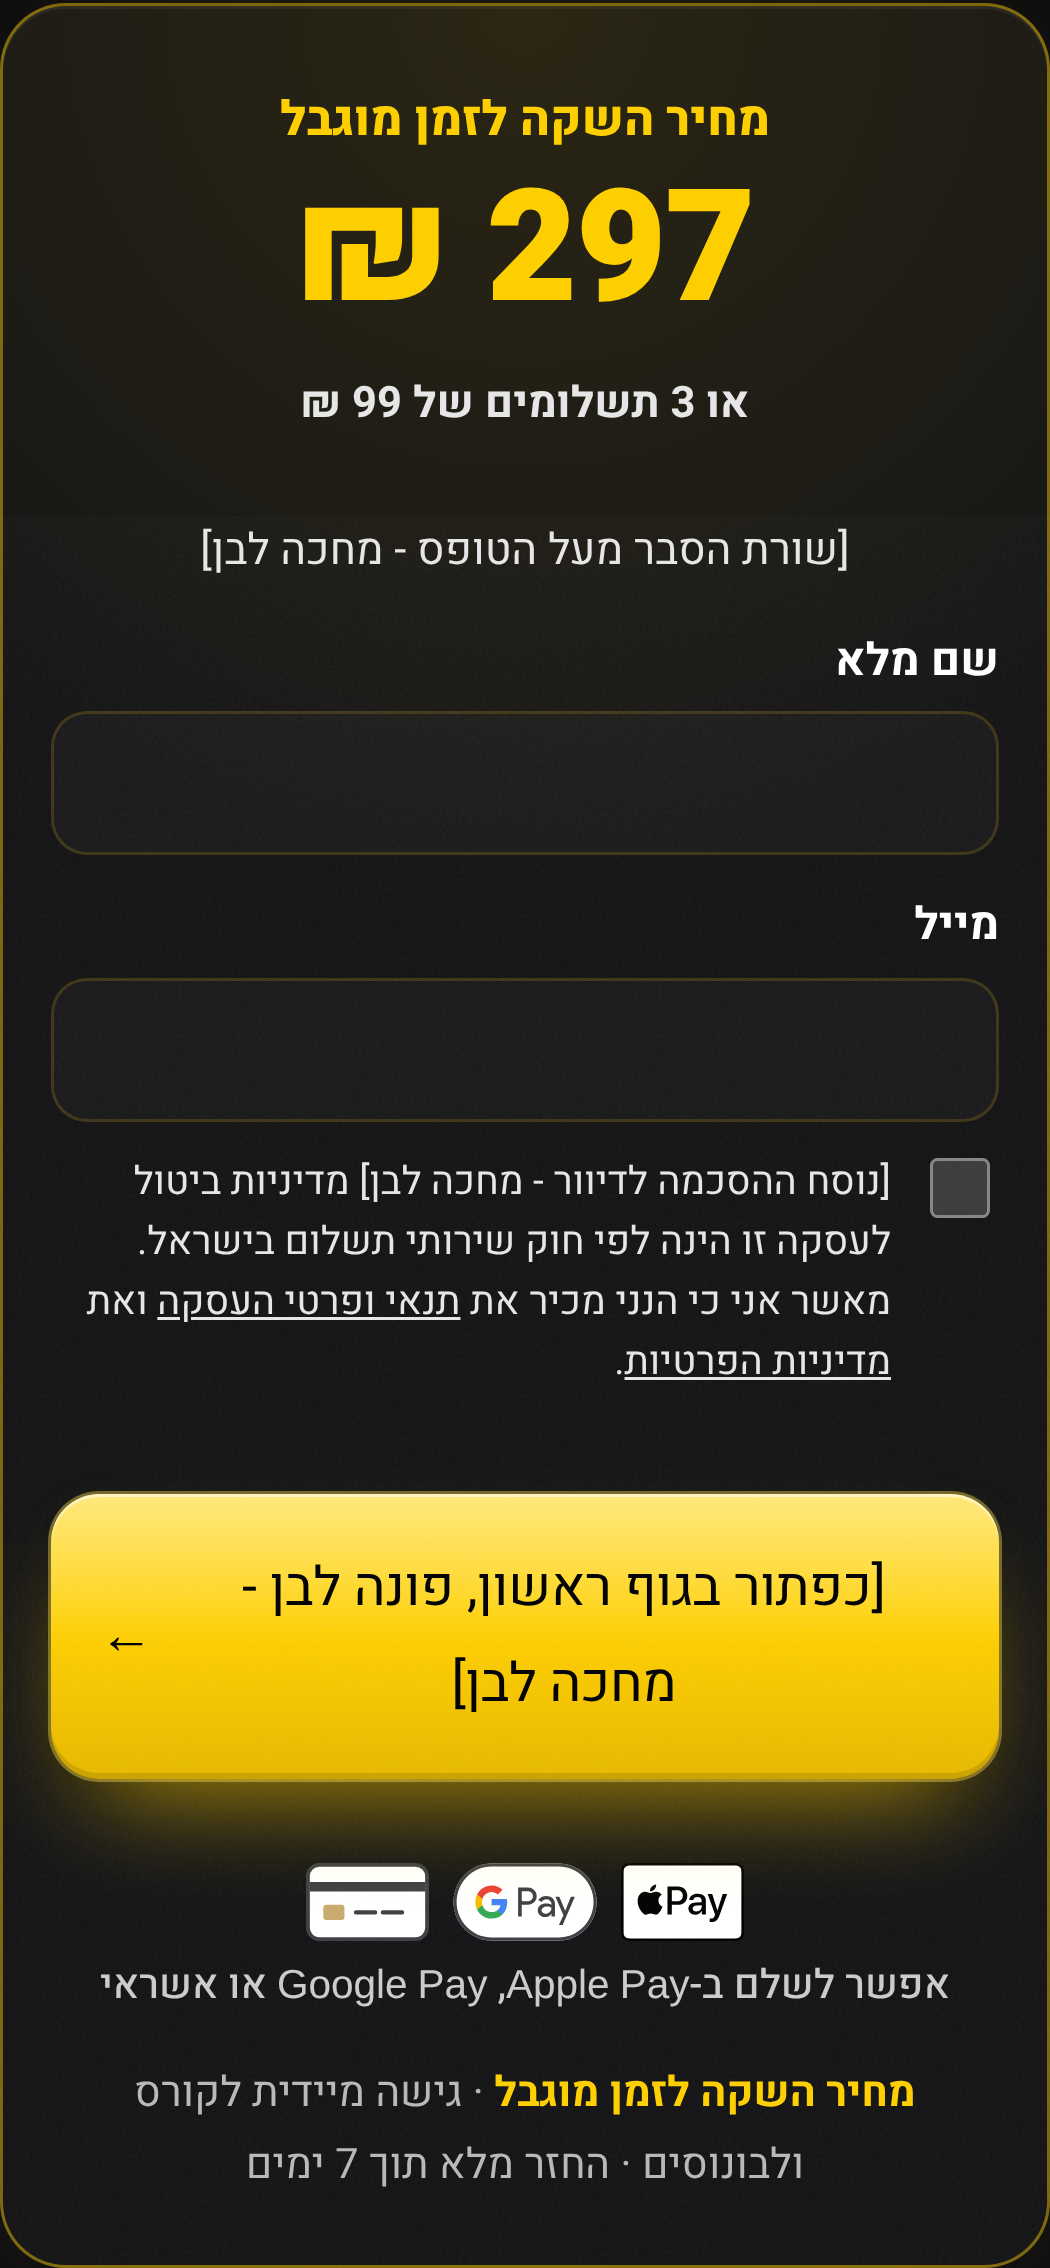 מחיר השקה לזמן מוגבל
297 ₪
או 3 תשלומים של 99 ₪
[שורת הסבר מעל הטופס - מחכה לבן]
שם מלא
מייל
[נוסח ההסכמה לדיוור - מחכה לבן] מדיניות ביטול
לעסקה זו הינה לפי חוק שירותי תשלום בישראל.
מאשר אני כי הנני מכיר את תנאי ופרטי העסקה ואת
מדיניות הפרטיות.
[כפתור בגוף ראשון, פונה לבן -
מחכה לבן]
←
Pay G Pay
אפשר לשלם ב-Apple Pay, Google Pay או אשראי
מחיר השקה לזמן מוגבל · גישה מיידית לקורס
ולבונוסים · החזר מלא תוך 7 ימים